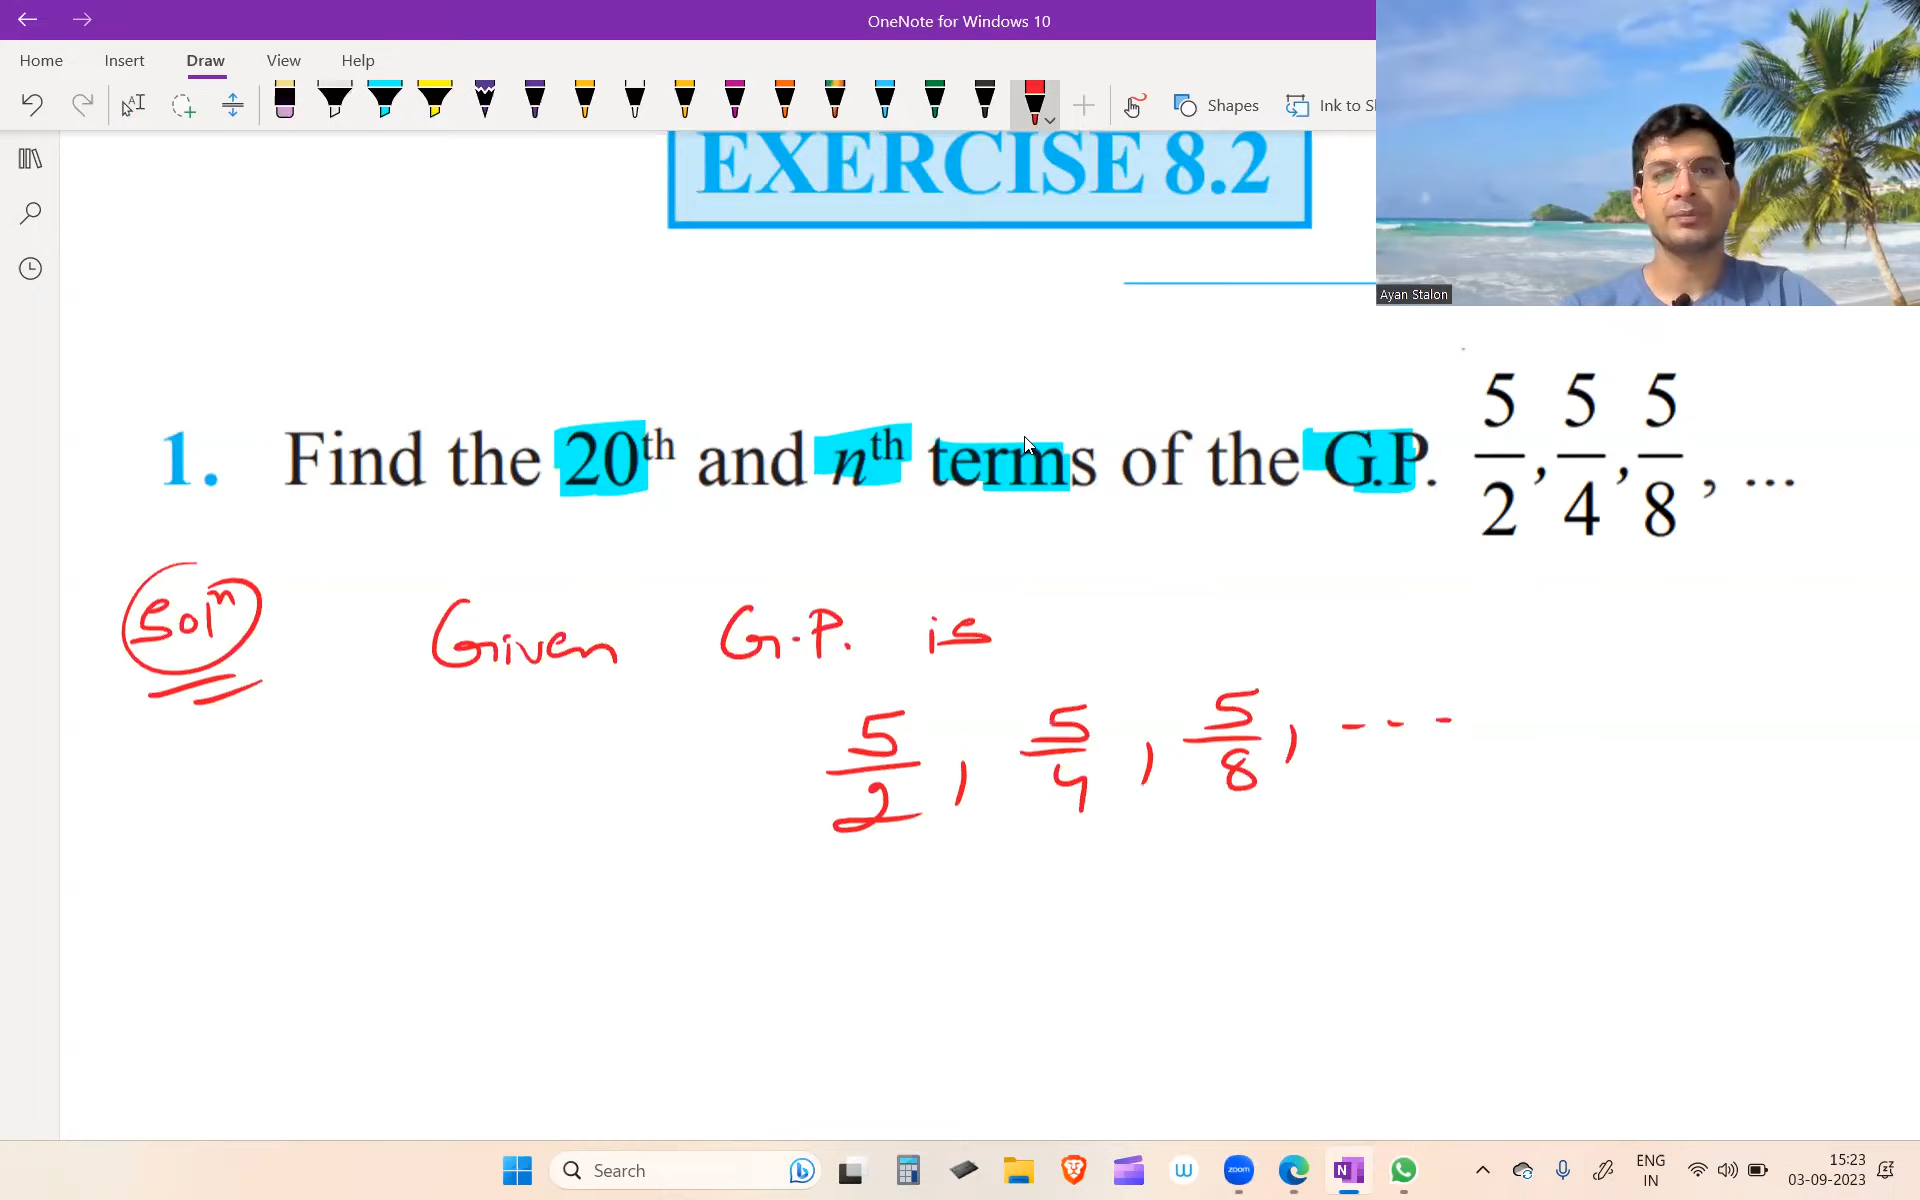 OneNote for Windows 10
Home Insert Draw View Help
Shapes Ink to Sh
EXERCISE 8.2
Ayan Stalon
1. Find the 20th and nth terms of the G.P. 5/2, 5/4, 5/8, ...
Solⁿ Given G.P. is
5/2, 5/4, 5/8, ----
Search
zoom
ENG
IN
15:23
03-09-2023